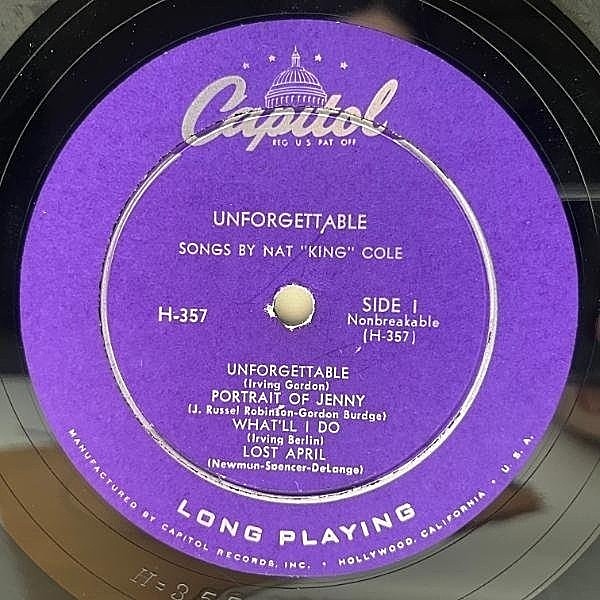 Capitol
REG U S PAT OFF
UNFORGETTABLE
SONGS BY NAT "KING" COLE
H-357
SIDE 1
Nonbreakable
(H-357)
UNFORGETTABLE
(Irving Gordon)
PORTRAIT OF JENNY
(J. Russel Robinson-Gordon Burdge)
WHAT'LL I DO
(Irving Berlin)
LOST APRIL
(Newmun-Spencer-DeLange)
LONG PLAYING
MANUFACTURED BY CAPITOL RECORDS, INC. • HOLLYWOOD, CALIFORNIA • U.S.A.